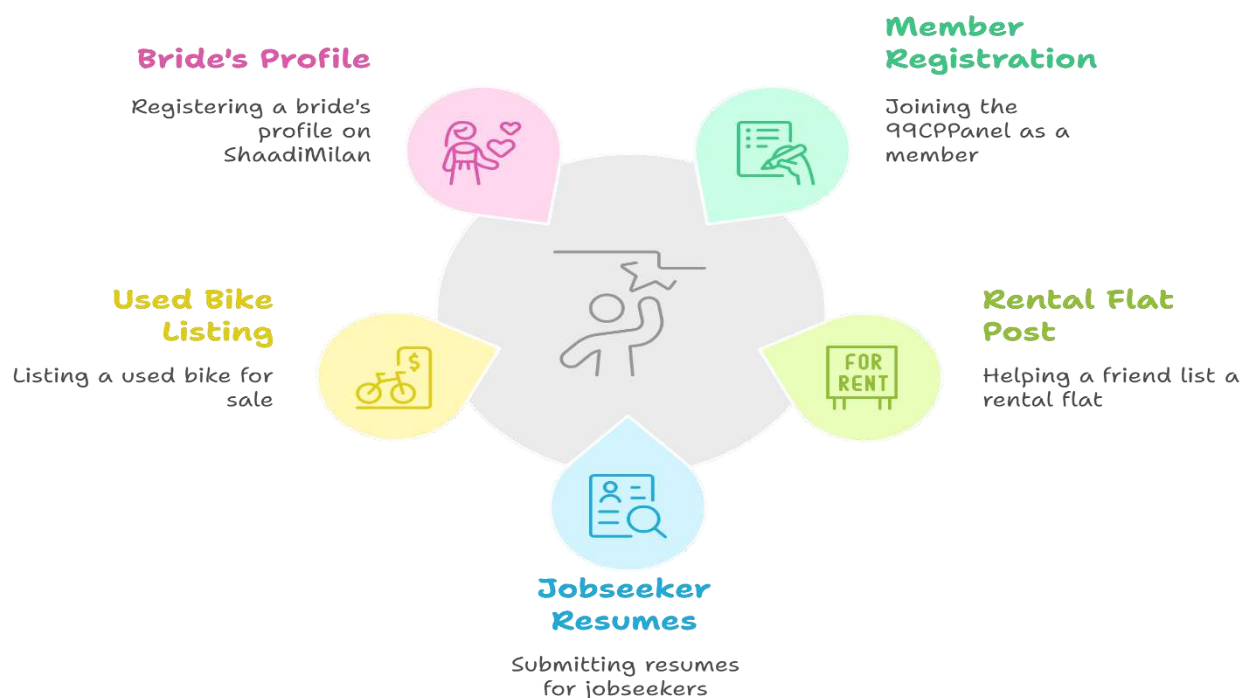 Bride's Profile
Registering a bride's
profile on
ShaadiMilan
Member
Registration
Joining the
99CPPanel as a
member
Used Bike
Listing
Listing a used bike for
sale
$
FOR
RENT
Rental Flat
Post
Helping a friend list a
rental flat
Jobseeker
Resumes
Submitting resumes
for jobseekers